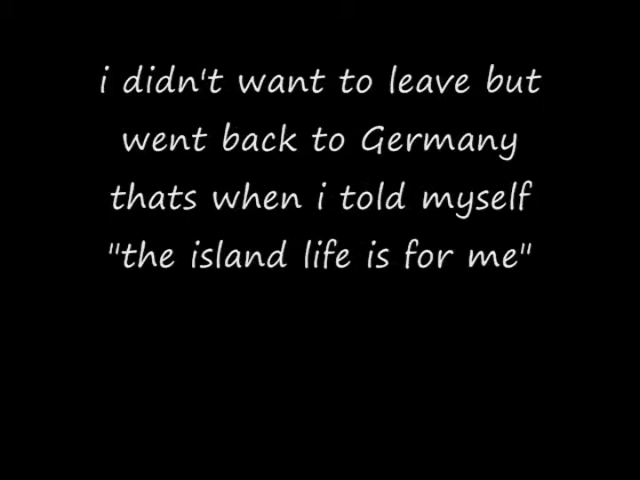 i didn't want to leave but
went back to Germany
thats when i told myself
"the island life is for me"